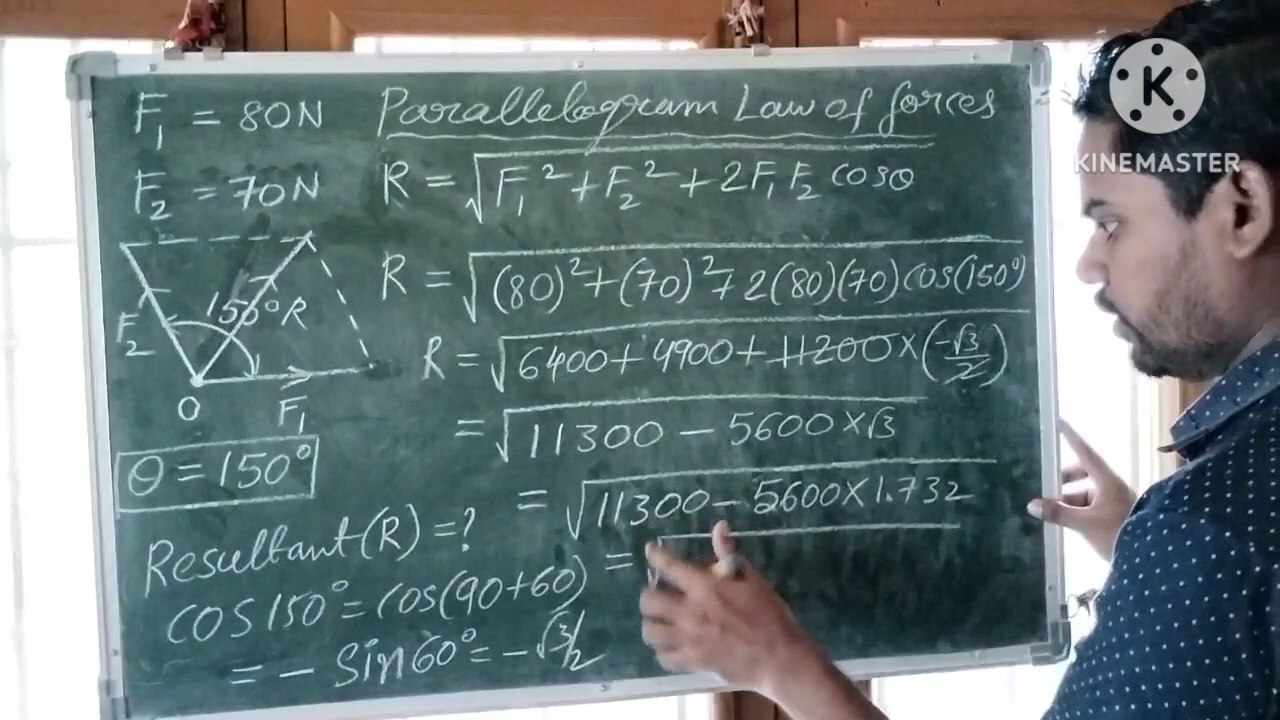 F₁ = 80N
F₂ = 70N
150°
R
F₂
O
F₁
θ = 150°
Resultant (R) = ?
cos 150° = cos(90+60)
= - sin 60° = -√3/2
Parallelogram Law of forces
R = √(F₁² + F₂² + 2F₁F₂ cosθ)
R = √((80)² + (70)² + 2(80)(70) cos(150°))
R = √(6400 + 4900 + 11200 × (-√3/2))
= √(11300 - 5600 × √3)
= √(11300 - 5600 × 1.732)
= √
K
KINEMASTER